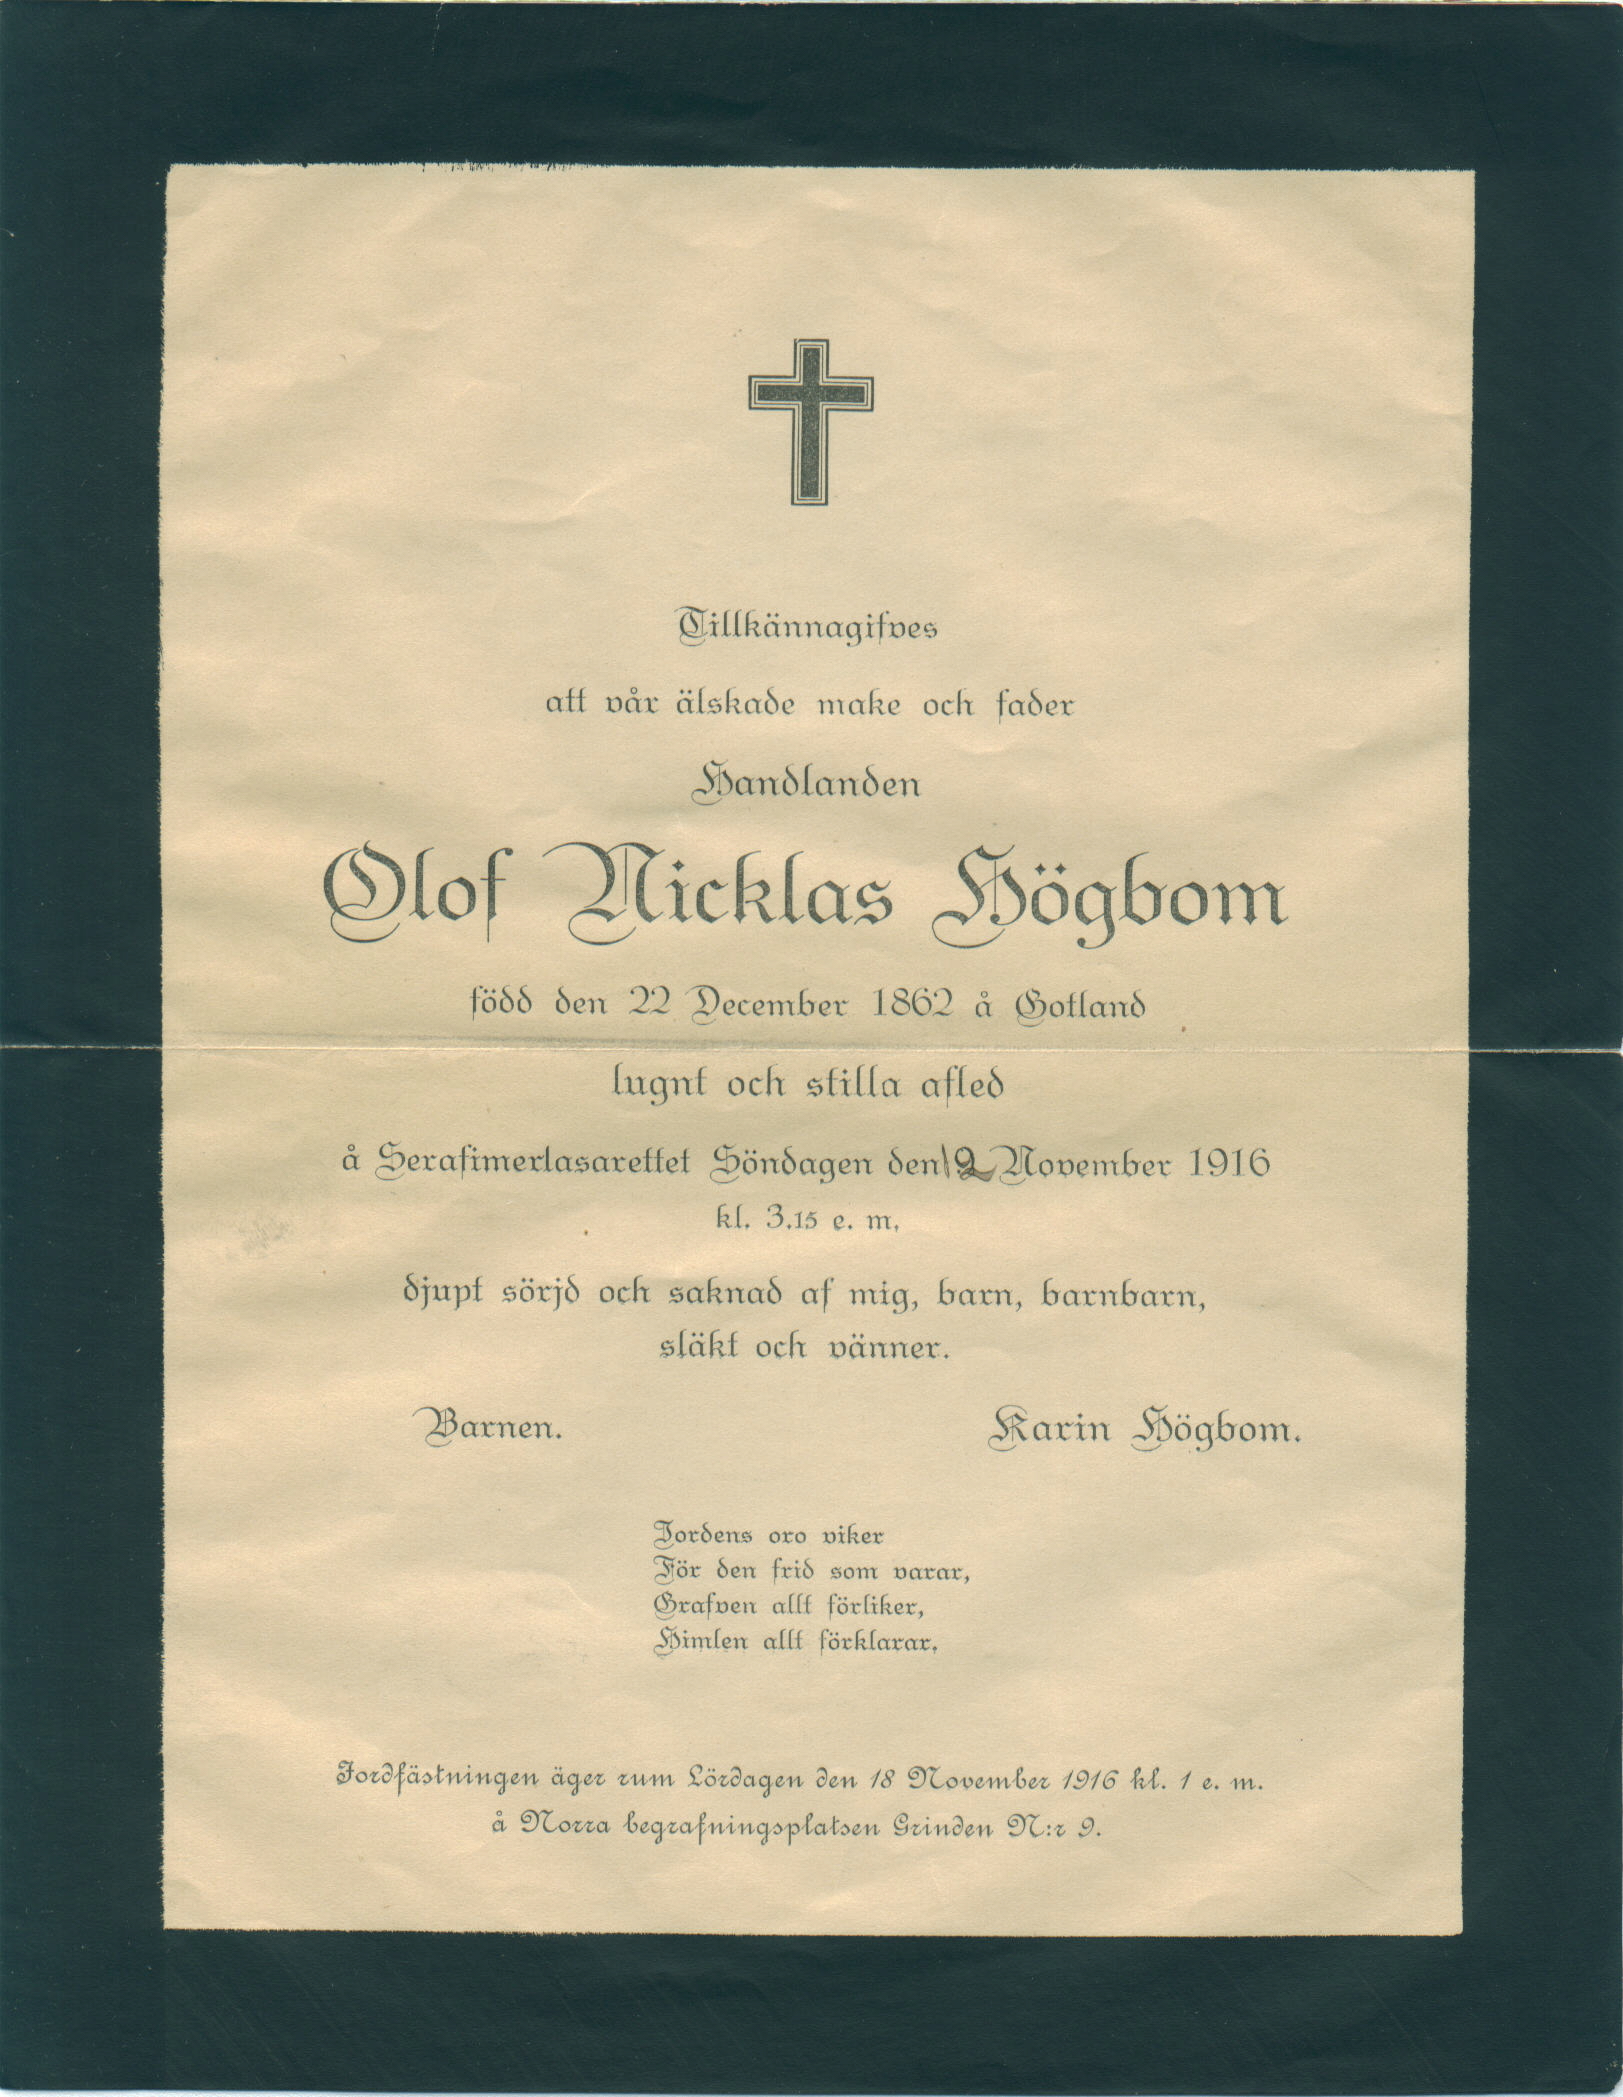 Tillkännagifves
att vår älskade make och fader
Handlanden
Olof Nicklas Högbom
född den 22 December 1862 å Gotland
lugnt och stilla afled
å Serafimerlasarettet Söndagen den 12 November 1916
kl. 3.15 e. m.
djupt sörjd och saknad af mig, barn, barnbarn,
släkt och vänner.
Barnen. Karin Högbom.
Jordens oro viker
För den frid som varar,
Grafven allt förliker,
Himlen allt förklarar.
Jordfästningen äger rum Lördagen den 18 November 1916 kl. 1 e. m.
å Norra begrafningsplatsen Grinden N:r 9.